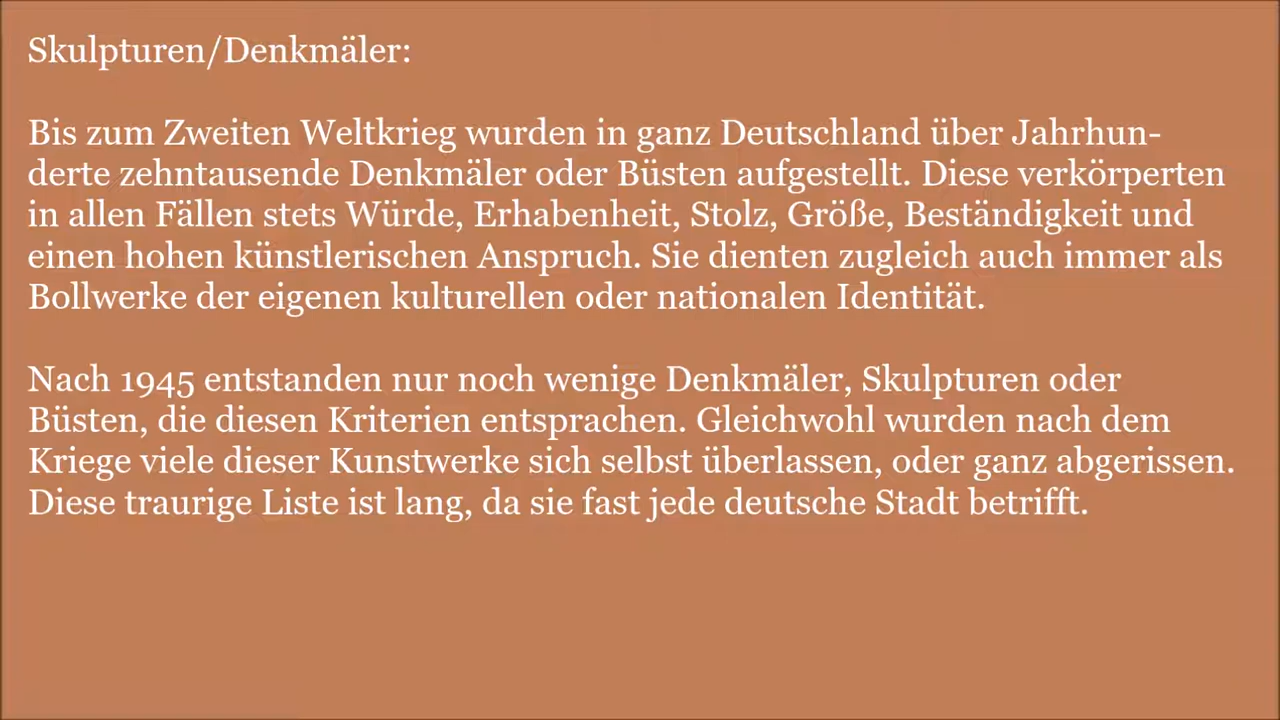 Skulpturen/Denkmäler:
Bis zum Zweiten Weltkrieg wurden in ganz Deutschland über Jahrhun-
derte zehntausende Denkmäler oder Büsten aufgestellt. Diese verkörperten
in allen Fällen stets Würde, Erhabenheit, Stolz, Größe, Beständigkeit und
einen hohen künstlerischen Anspruch. Sie dienten zugleich auch immer als
Bollwerke der eigenen kulturellen oder nationalen Identität.
Nach 1945 entstanden nur noch wenige Denkmäler, Skulpturen oder
Büsten, die diesen Kriterien entsprachen. Gleichwohl wurden nach dem
Kriege viele dieser Kunstwerke sich selbst überlassen, oder ganz abgerissen.
Diese traurige Liste ist lang, da sie fast jede deutsche Stadt betrifft.